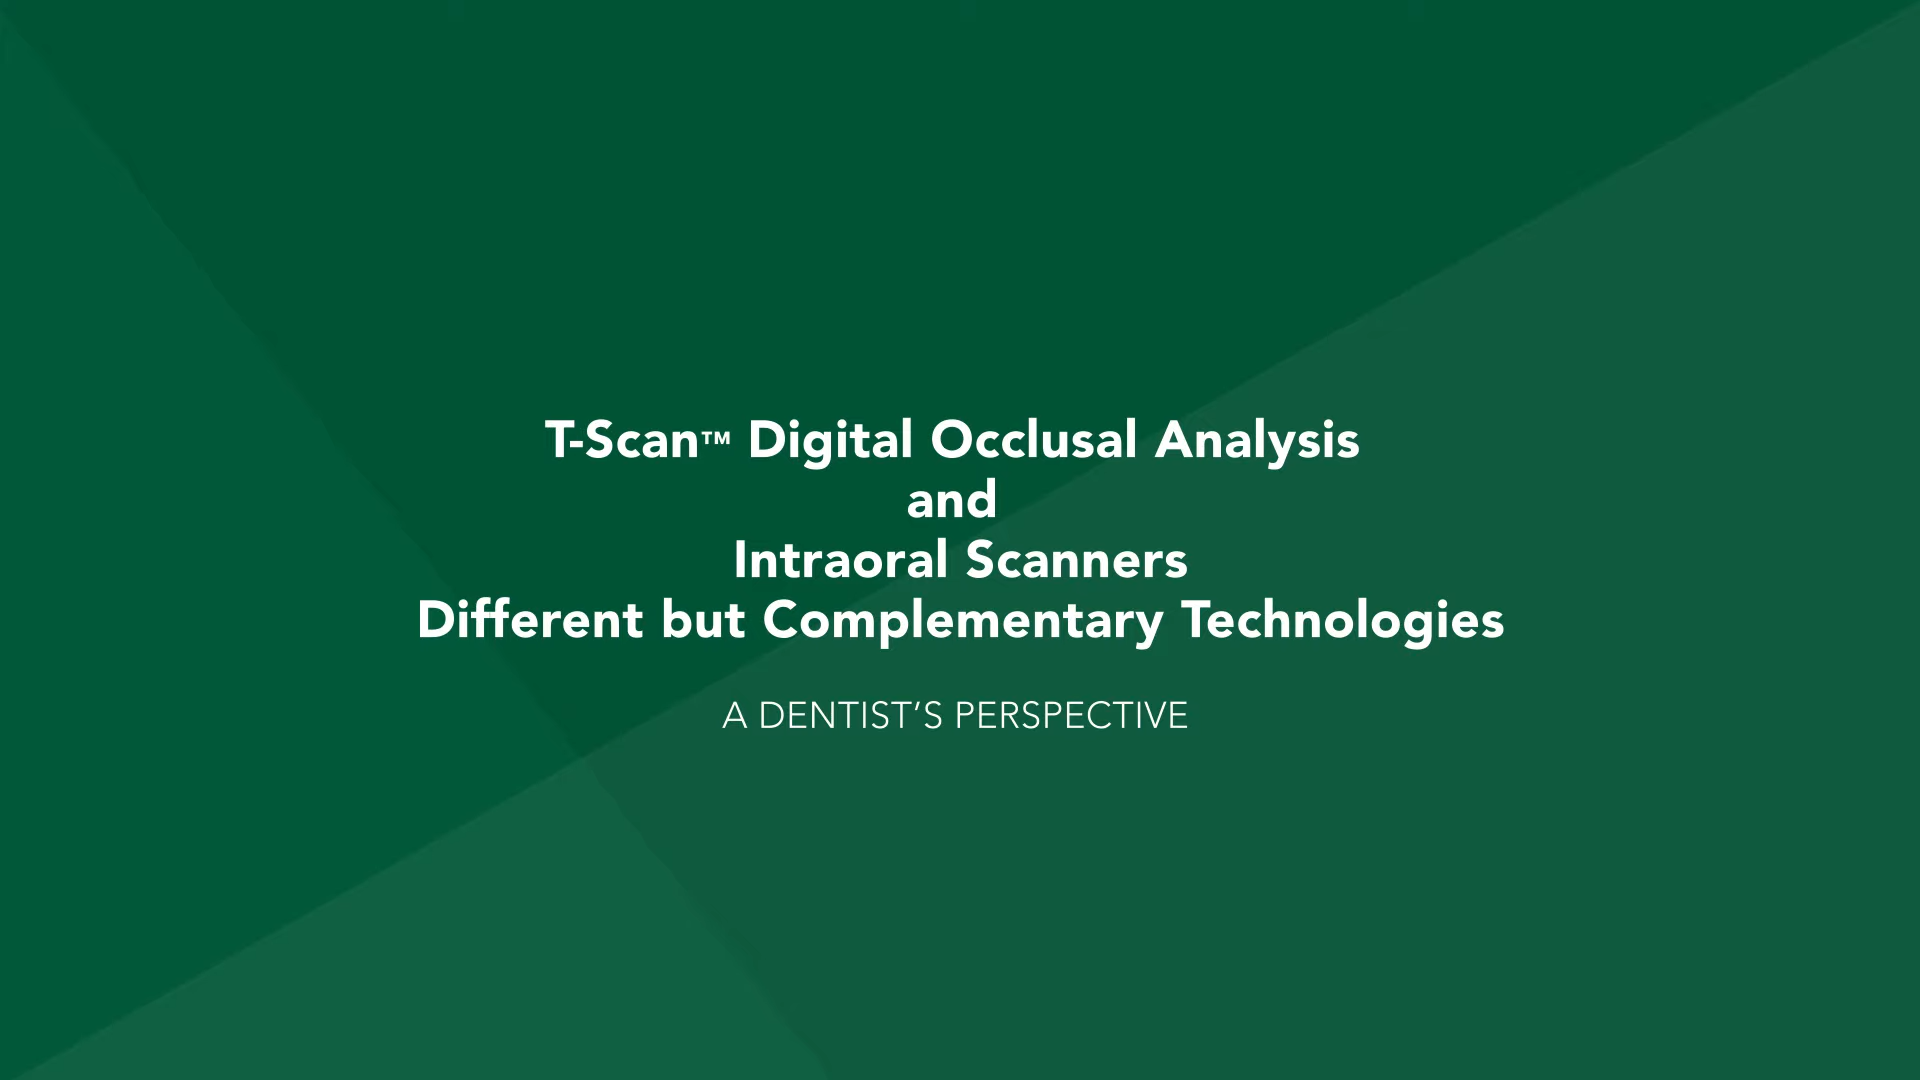 T-Scan™ Digital Occlusal Analysis
and
Intraoral Scanners
Different but Complementary Technologies
A DENTIST’S PERSPECTIVE